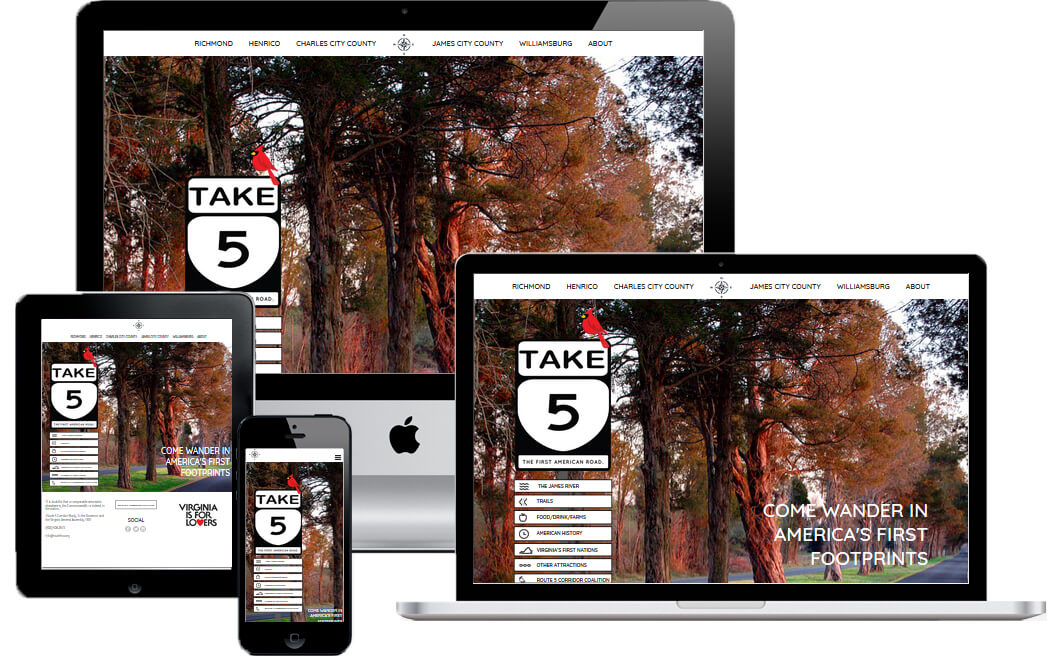 RICHMOND HENRICO CHARLES CITY COUNTY JAMES CITY COUNTY WILLIAMSBURG ABOUT
TAKE
5
ROAD.
RICHMOND HENRICO CHARLES CITY COUNTY JAMES CITY COUNTY WILLIAMSBURG ABOUT
TAKE
5
THE FIRST AMERICAN ROAD.
THE JAMES RIVER
TRAILS
FOOD/DRINK/FARMS
AMERICAN HISTORY
VIRGINIA'S FIRST NATIONS
OTHER ATTRACTIONS
ROUTE 5 CORRIDOR COALITION
COME WANDER IN
AMERICA'S FIRST
FOOTPRINTS
RICHMOND HENRICO CHARLES CITY COUNTY JAMES CITY COUNTY WILLIAMSBURG ABOUT
TAKE
5
THE FIRST AMERICAN ROAD.
COME WANDER IN
AMERICA'S FIRST
FOOTPRINTS
SOCIAL
VIRGINIA
IS FOR
LOVERS
TAKE
5
THE FIRST AMERICAN ROAD.
COME WANDER IN
AMERICA'S FIRST